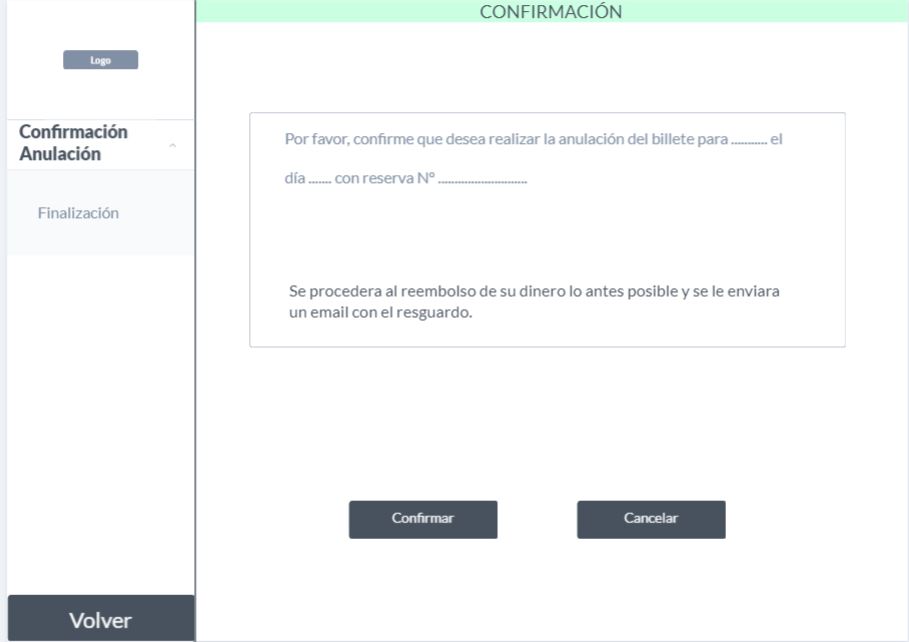 CONFIRMACIÓN
Logo
Confirmación
Anulación
Finalización
Por favor, confirme que desea realizar la anulación del billete para ........... el
día ....... con reserva Nº ...........................
Se procedera al reembolso de su dinero lo antes posible y se le enviara
un email con el resguardo.
Confirmar
Cancelar
Volver